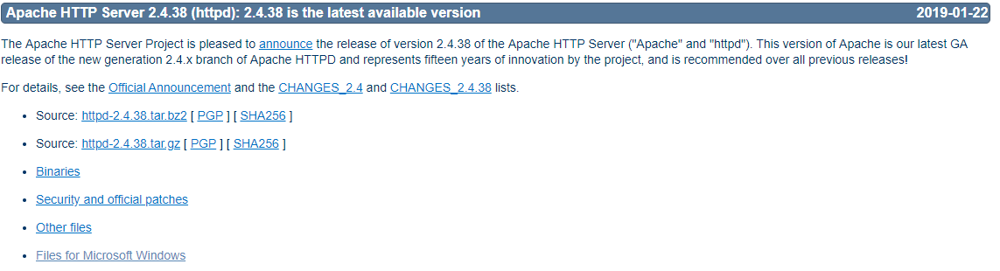 Apache HTTP Server 2.4.38 (httpd): 2.4.38 is the latest available version 2019-01-22
The Apache HTTP Server Project is pleased to announce the release of version 2.4.38 of the Apache HTTP Server ("Apache" and "httpd"). This version of Apache is our latest GA
release of the new generation 2.4.x branch of Apache HTTPD and represents fifteen years of innovation by the project, and is recommended over all previous releases!
For details, see the Official Announcement and the CHANGES_2.4 and CHANGES_2.4.38 lists.
• Source: httpd-2.4.38.tar.bz2 [ PGP ] [ SHA256 ]
• Source: httpd-2.4.38.tar.gz [ PGP ] [ SHA256 ]
• Binaries
• Security and official patches
• Other files
• Files for Microsoft Windows